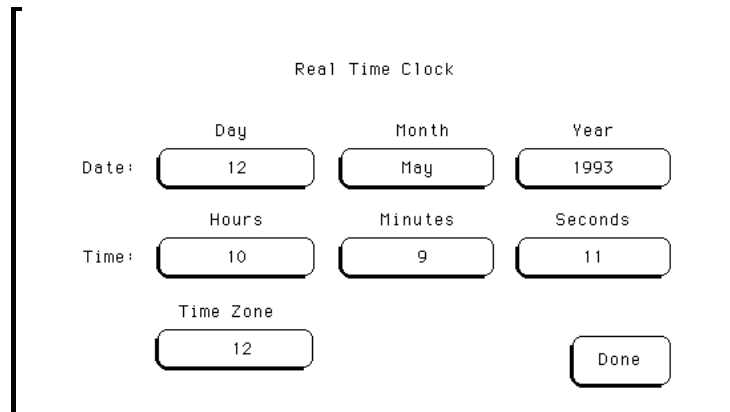 Real Time Clock
Day Month Year
Date: 12 May 1993
Hours Minutes Seconds
Time: 10 9 11
Time Zone
12
Done